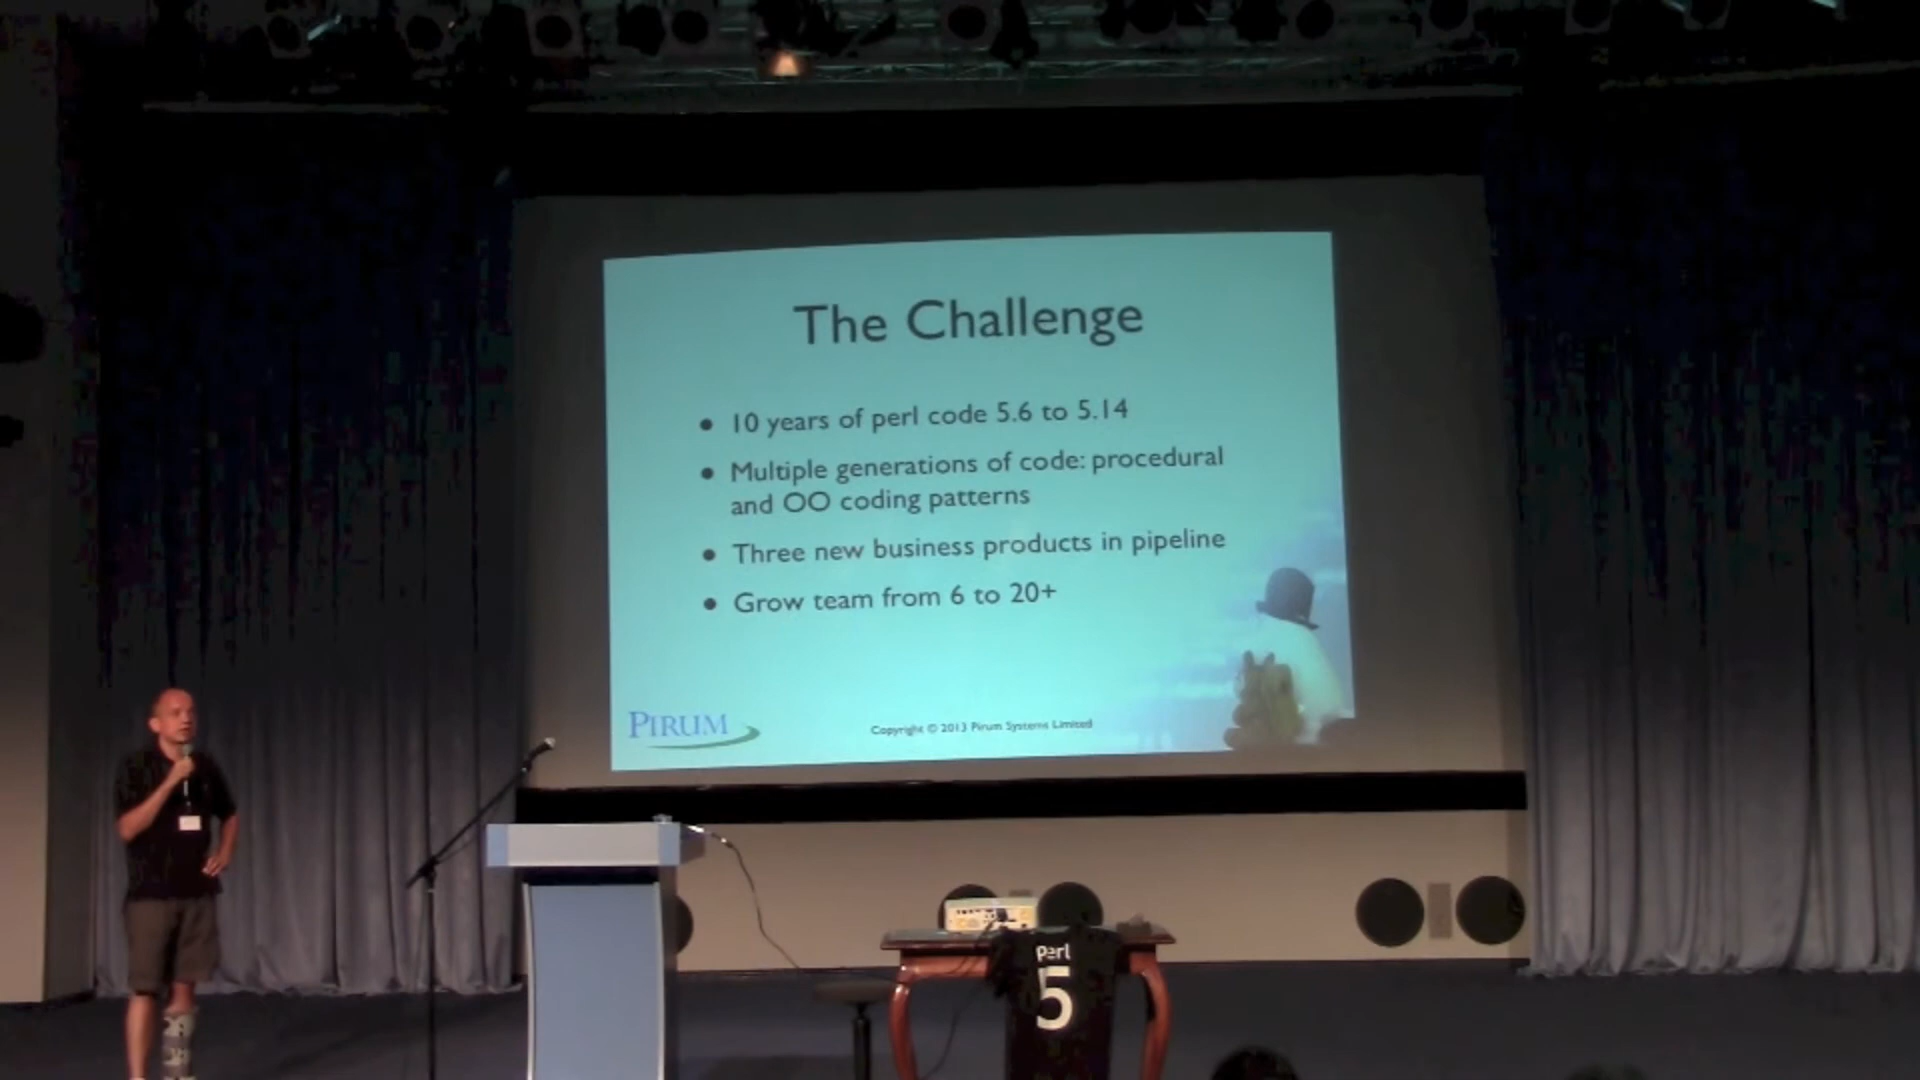 The Challenge
• 10 years of perl code 5.6 to 5.14
• Multiple generations of code: procedural
and OO coding patterns
• Three new business products in pipeline
• Grow team from 6 to 20+
PIRUM
Copyright © 2013 Pirum Systems Limited
perl
5